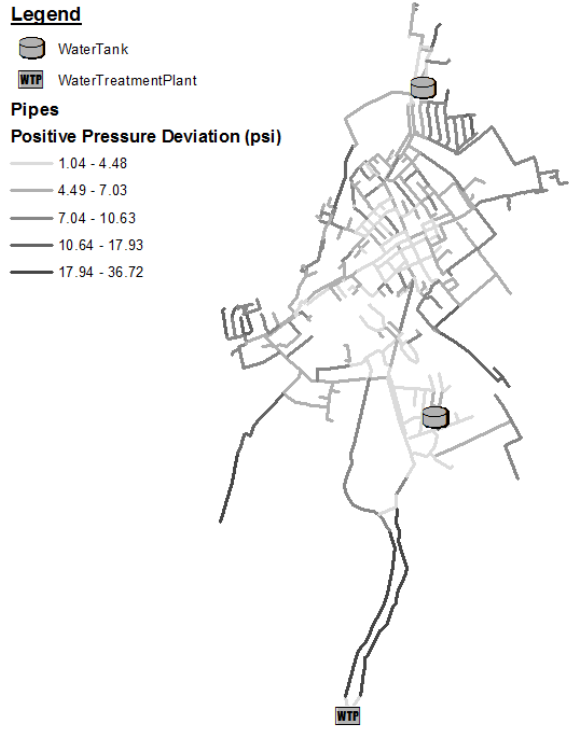 Legend
WaterTank
WTP WaterTreatmentPlant
Pipes
Positive Pressure Deviation (psi)
1.04 - 4.48
4.49 - 7.03
7.04 - 10.63
10.64 - 17.93
17.94 - 36.72
WTP